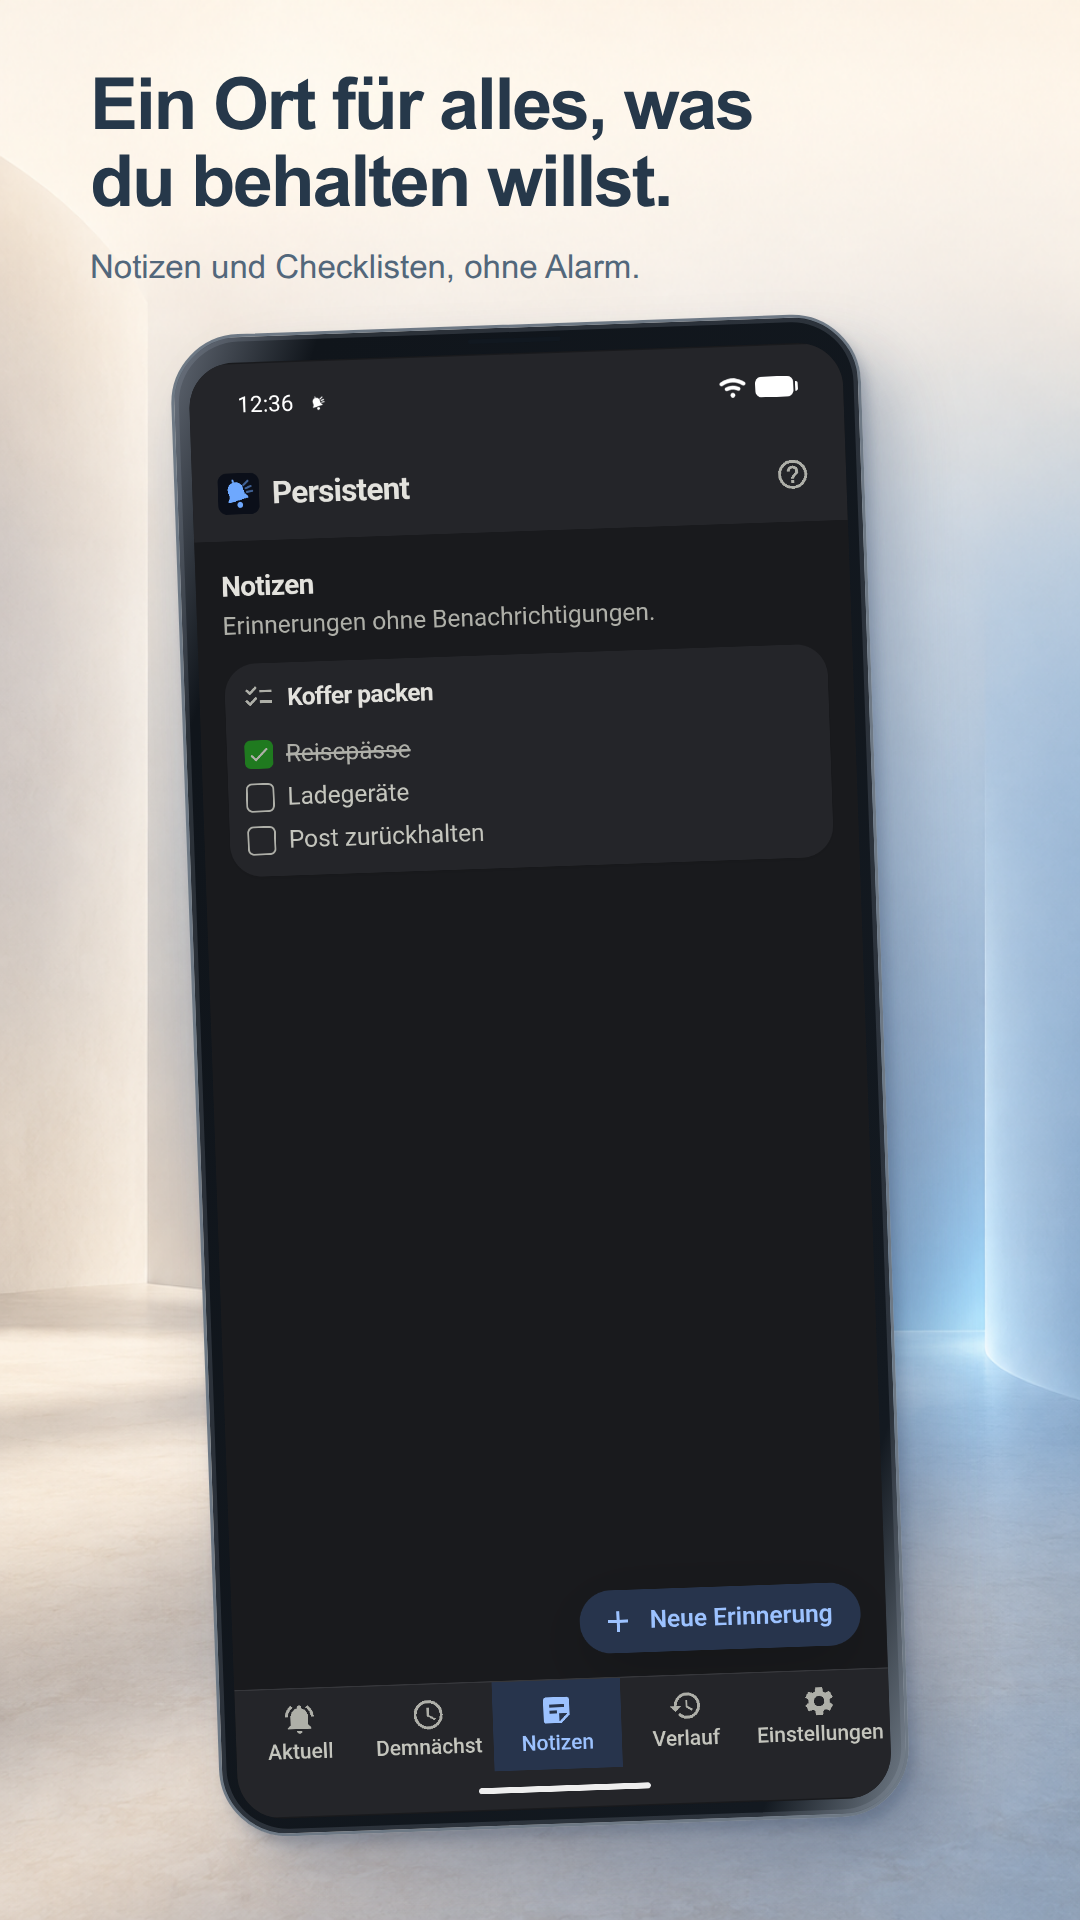 Ein Ort für alles, was
du behalten willst.
Notizen und Checklisten, ohne Alarm.
12:36
Persistent
Notizen
Erinnerungen ohne Benachrichtigungen.
Koffer packen
Reisepässe
Ladegeräte
Post zurückhalten
+ Neue Erinnerung
Aktuell Demnächst Notizen Verlauf Einstellungen